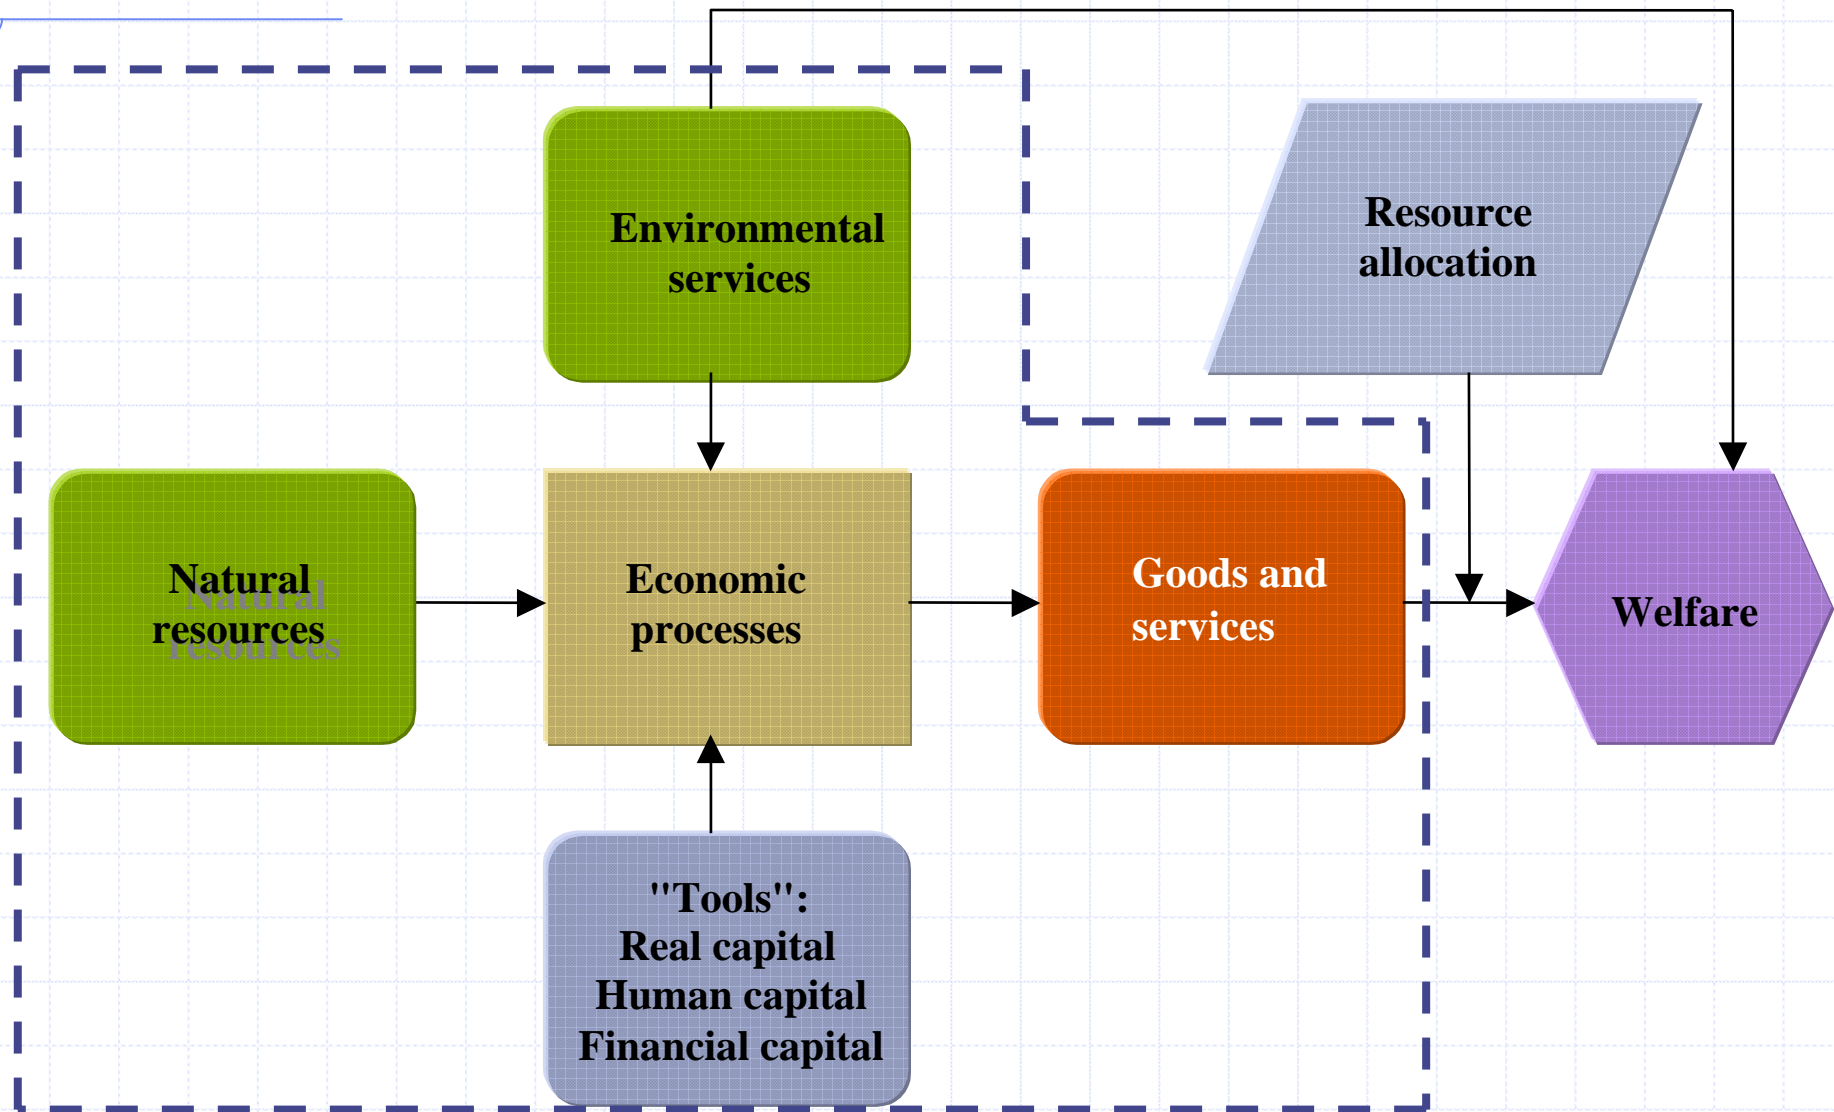 Environmental
services
Resource
allocation
Natural
resources
Economic
processes
Goods and
services
Welfare
"Tools":
Real capital
Human capital
Financial capital